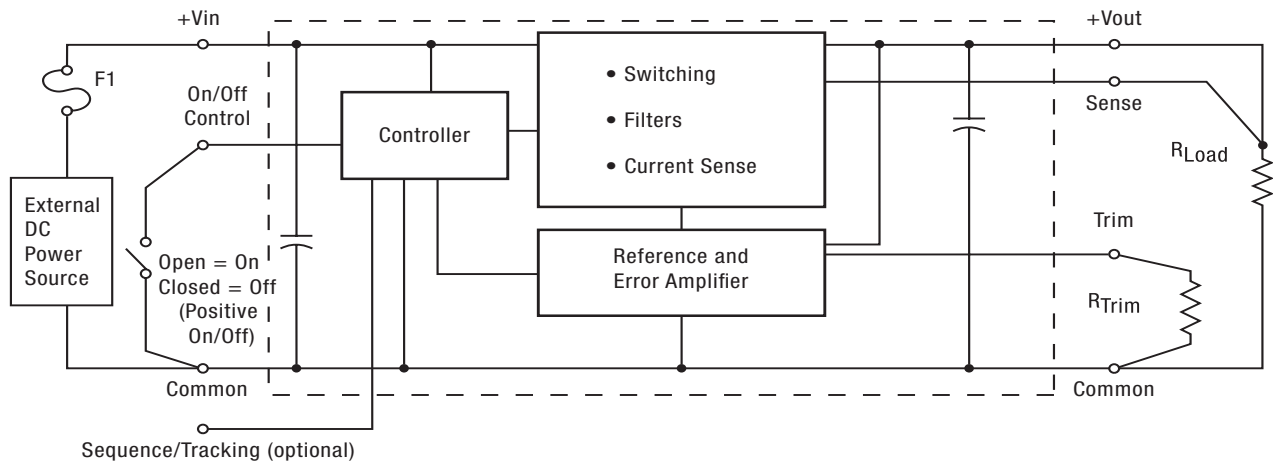 +Vin
+Vout
F1
On/Off
Control
• Switching
• Filters
• Current Sense
Controller
Sense
RLoad
External
DC
Power
Source
Open = On
Closed = Off
(Positive
On/Off)
Reference and
Error Amplifier
Trim
RTrim
Common
Common
Sequence/Tracking (optional)